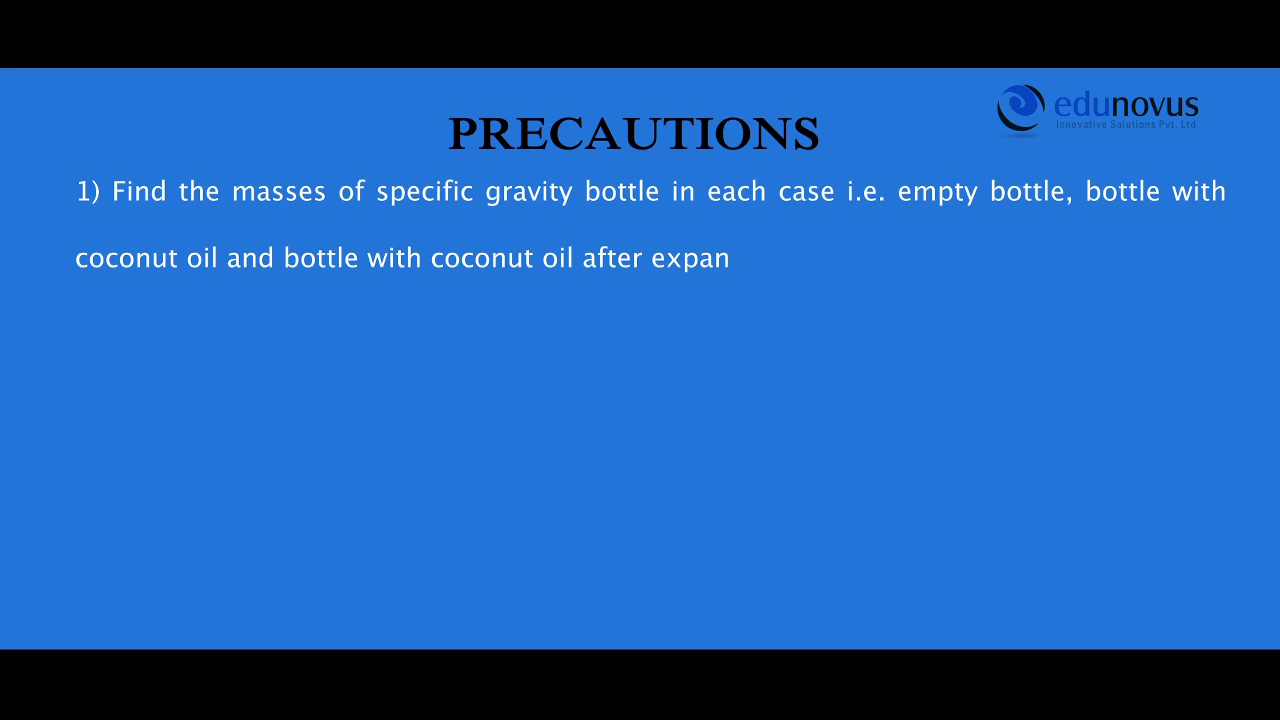 edunovus
Innovative Solutions Pvt. Ltd
PRECAUTIONS
1) Find the masses of specific gravity bottle in each case i.e. empty bottle, bottle with
coconut oil and bottle with coconut oil after expan